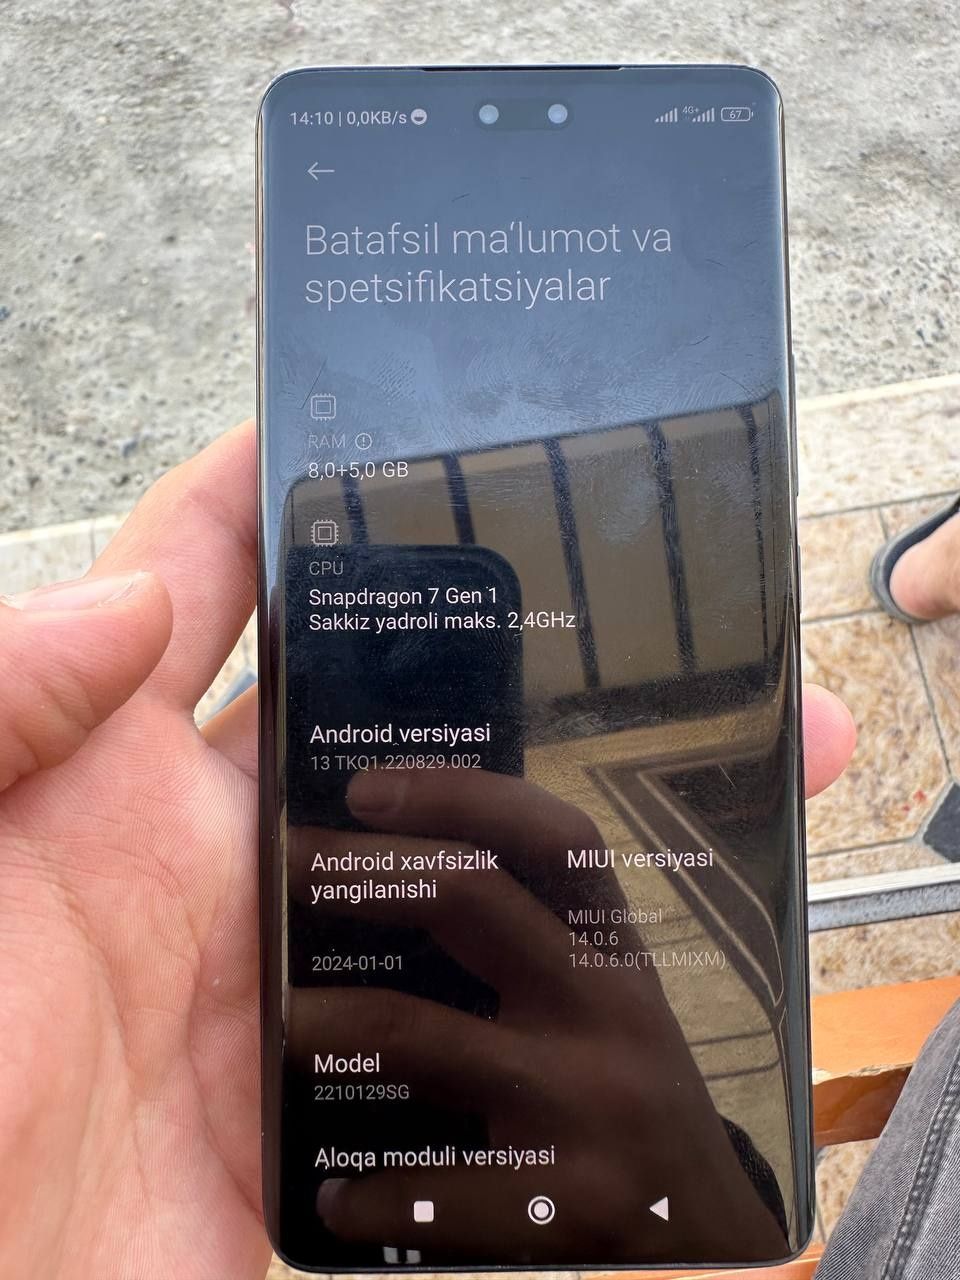 14:10 | 0,0KB/s 4G+ 67
Batafsil ma'lumot va
spetsifikatsiyalar
RAM
8,0+5,0 GB
CPU
Snapdragon 7 Gen 1
Sakkiz yadroli maks. 2,4GHz
Android versiyasi
13 TKQ1.220829.002
Android xavfsizlik
yangilanishi
2024-01-01
MIUI versiyasi
MIUI Global
14.0.6
14.0.6.0(TLLMIXM)
Model
2210129SG
Aloqa moduli versiyasi